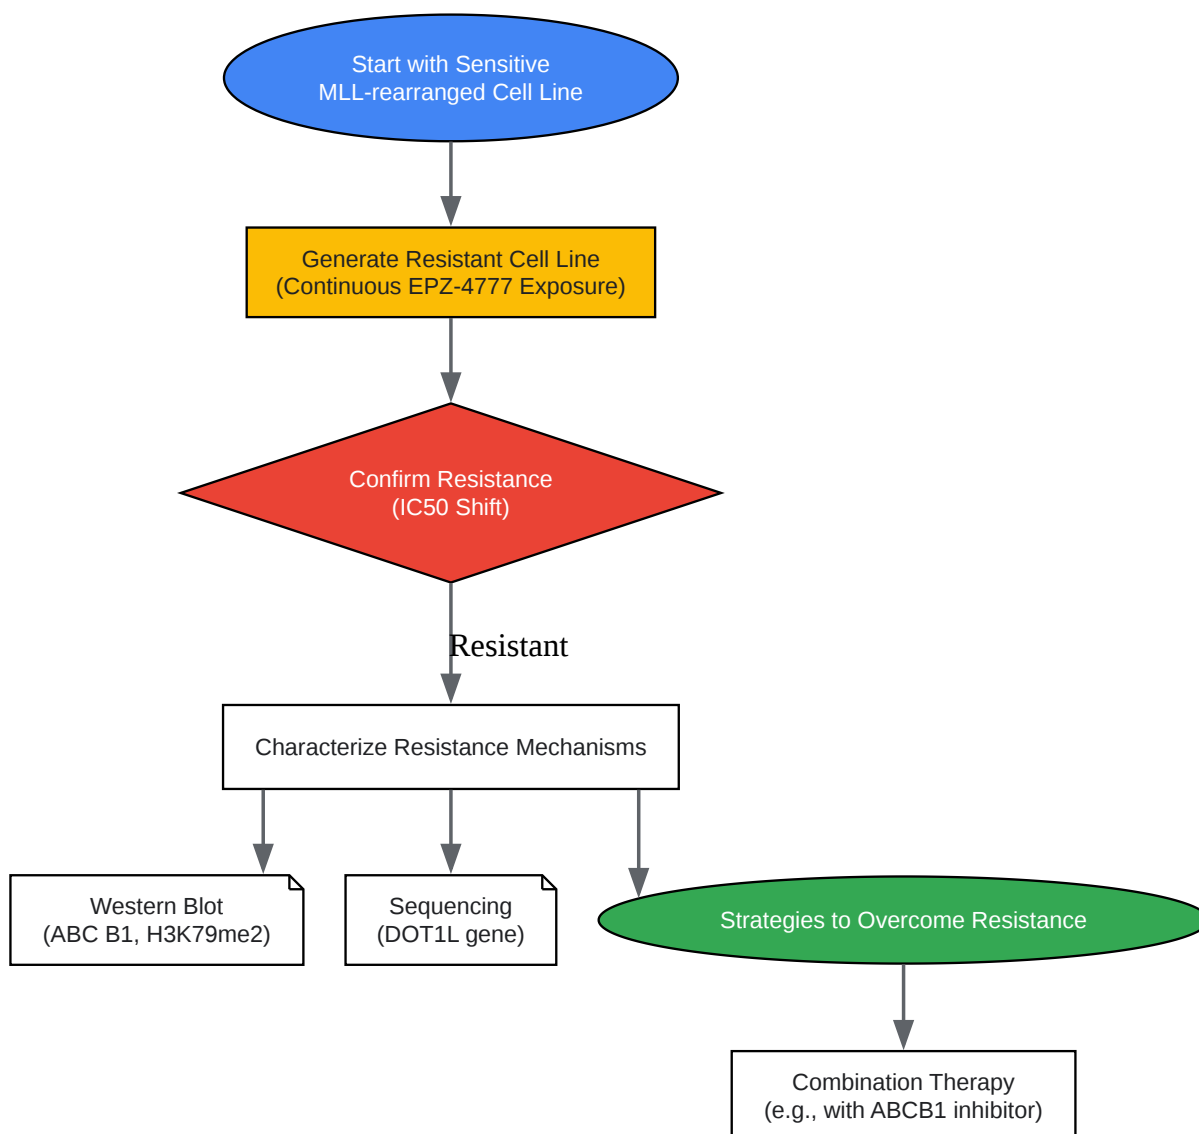 Start with Sensitive
MLL-rearranged Cell Line
Generate Resistant Cell Line
(Continuous EPZ-4777 Exposure)
Confirm Resistance
(IC50 Shift)
Resistant
Characterize Resistance Mechanisms
Western Blot
(ABC B1, H3K79me2)
Sequencing
(DOT1L gene)
Strategies to Overcome Resistance
Combination Therapy
(e.g., with ABCB1 inhibitor)